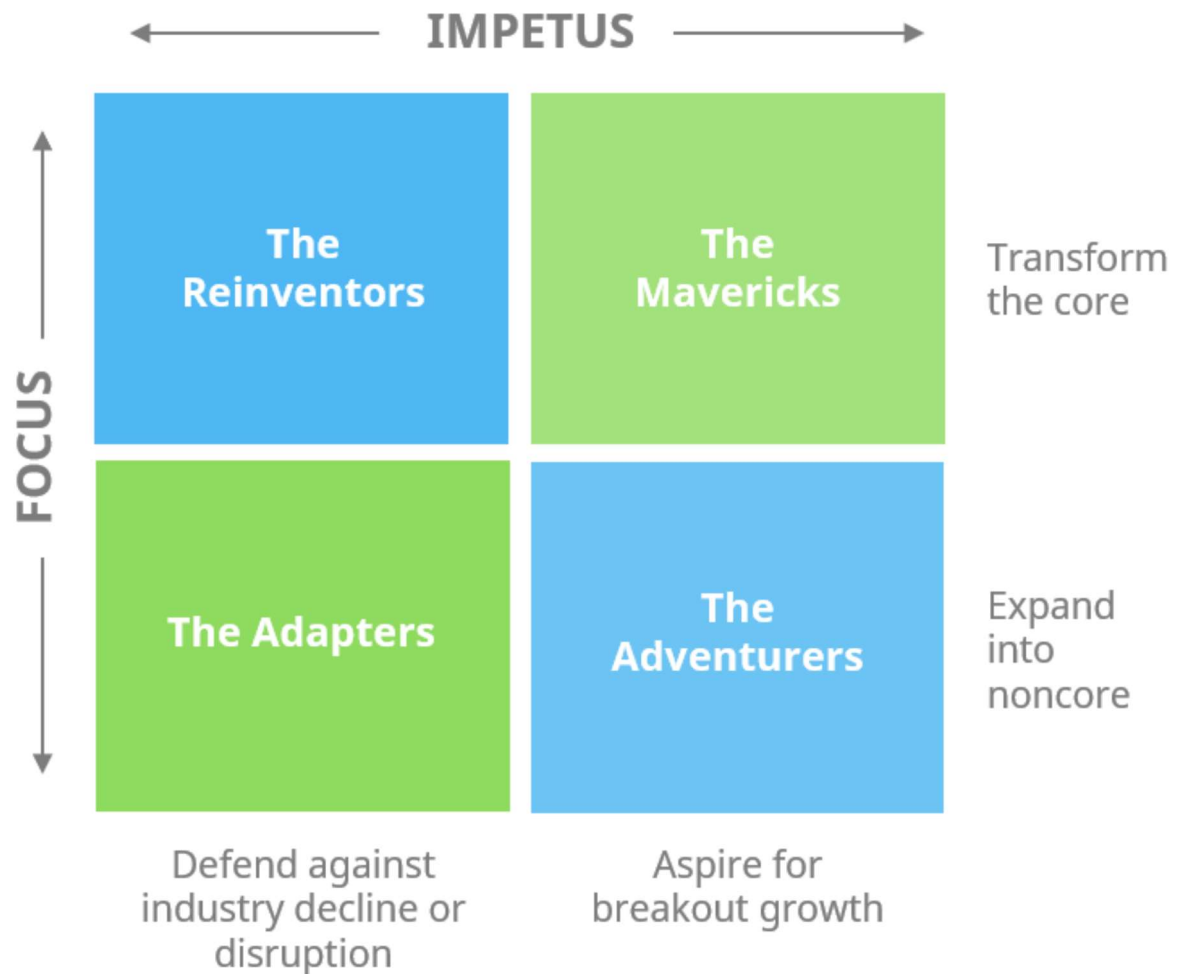 IMPETUS
The
Reinventors
The
Mavericks
Transform
the core
FOCUS
The Adapters
The
Adventurers
Expand
into
noncore
Defend against
industry decline or
disruption
Aspire for
breakout growth